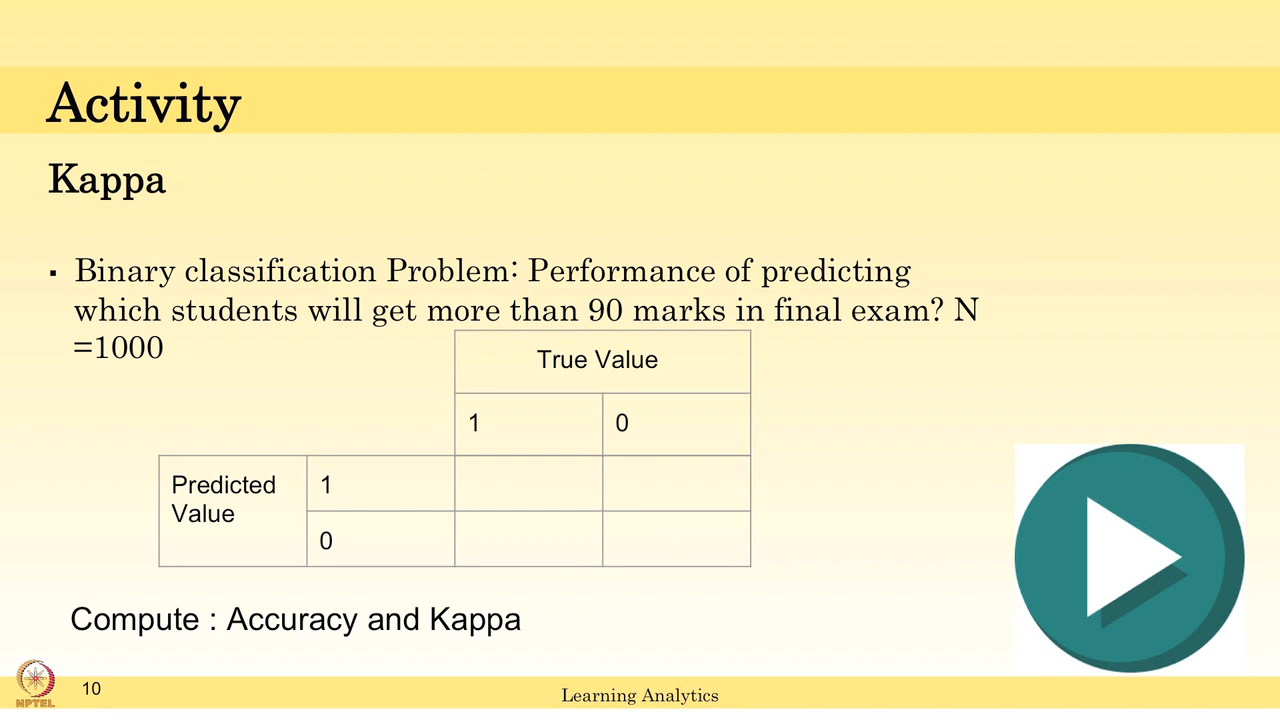 Activity
Kappa
▪ Binary classification Problem: Performance of predicting
which students will get more than 90 marks in final exam? N
=1000
True Value
1 0
Predicted
Value
1
0
Compute : Accuracy and Kappa
NPTEL
10
Learning Analytics